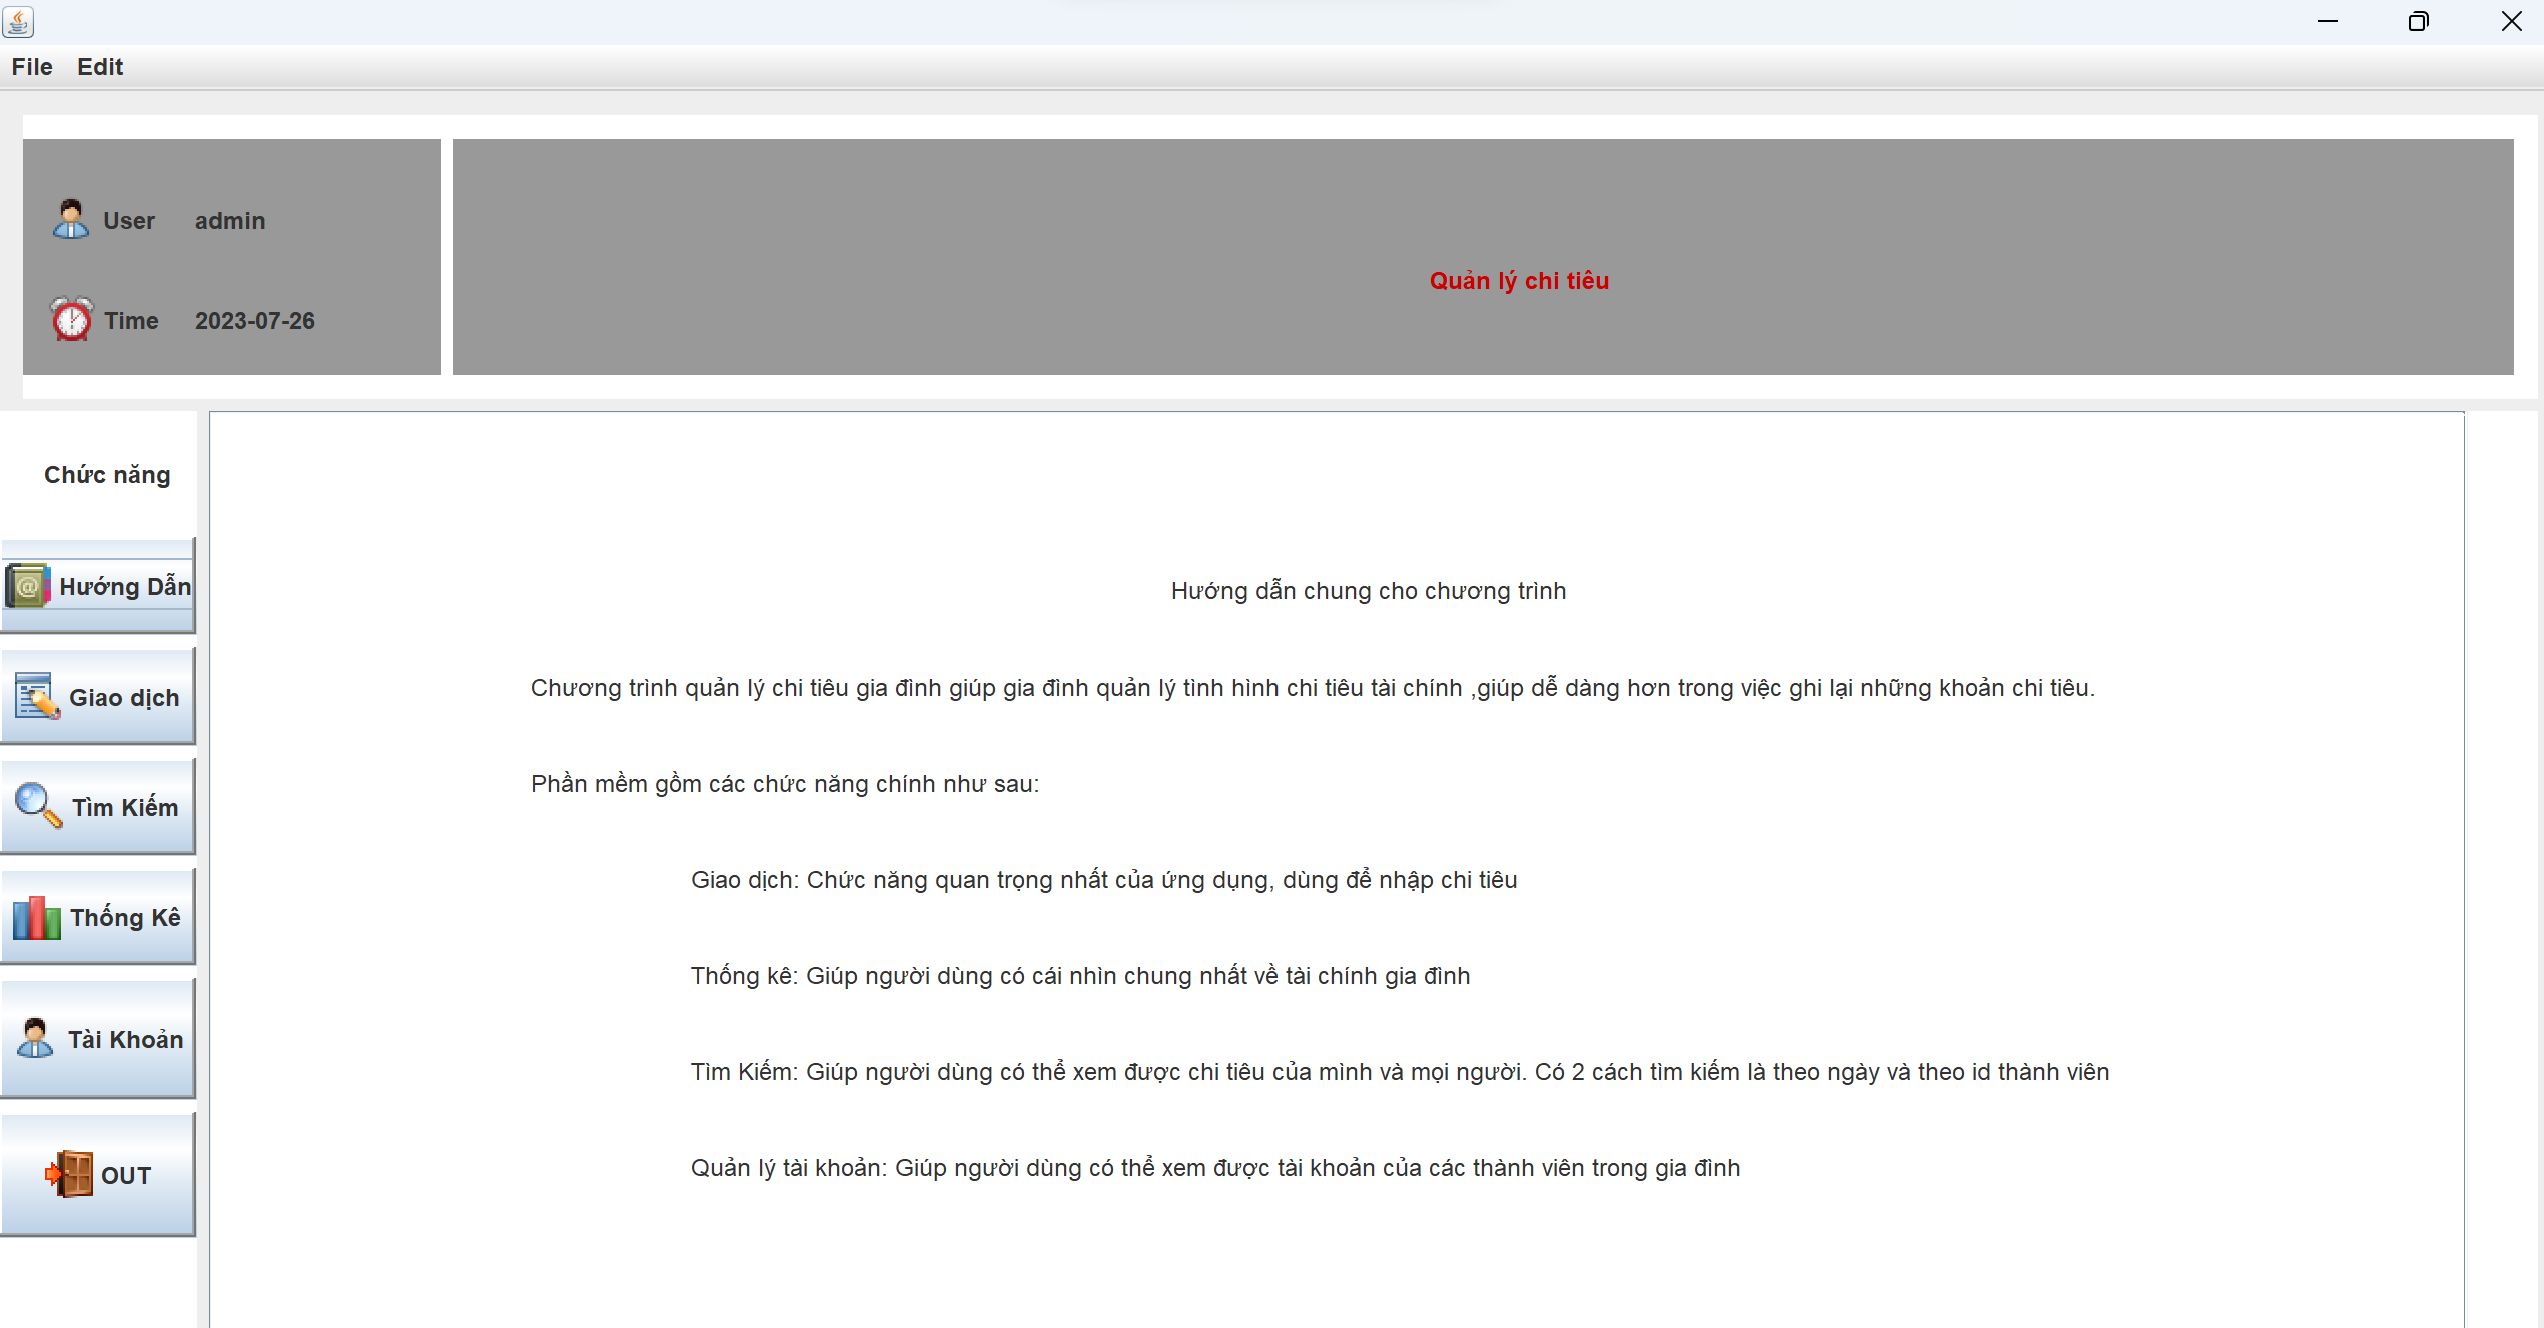 File Edit
User admin
Time 2023-07-26
Quản lý chi tiêu
Chức năng
Hướng Dẫn
Giao dịch
Tìm Kiếm
Thống Kê
Tài Khoản
OUT
Hướng dẫn chung cho chương trình
Chương trình quản lý chi tiêu gia đình giúp gia đình quản lý tình hình chi tiêu tài chính ,giúp dễ dàng hơn trong việc ghi lại những khoản chi tiêu.
Phần mềm gồm các chức năng chính như sau:
Giao dịch: Chức năng quan trọng nhất của ứng dụng, dùng để nhập chi tiêu
Thống kê: Giúp người dùng có cái nhìn chung nhất về tài chính gia đình
Tìm Kiếm: Giúp người dùng có thể xem được chi tiêu của mình và mọi người. Có 2 cách tìm kiếm là theo ngày và theo id thành viên
Quản lý tài khoản: Giúp người dùng có thể xem được tài khoản của các thành viên trong gia đình